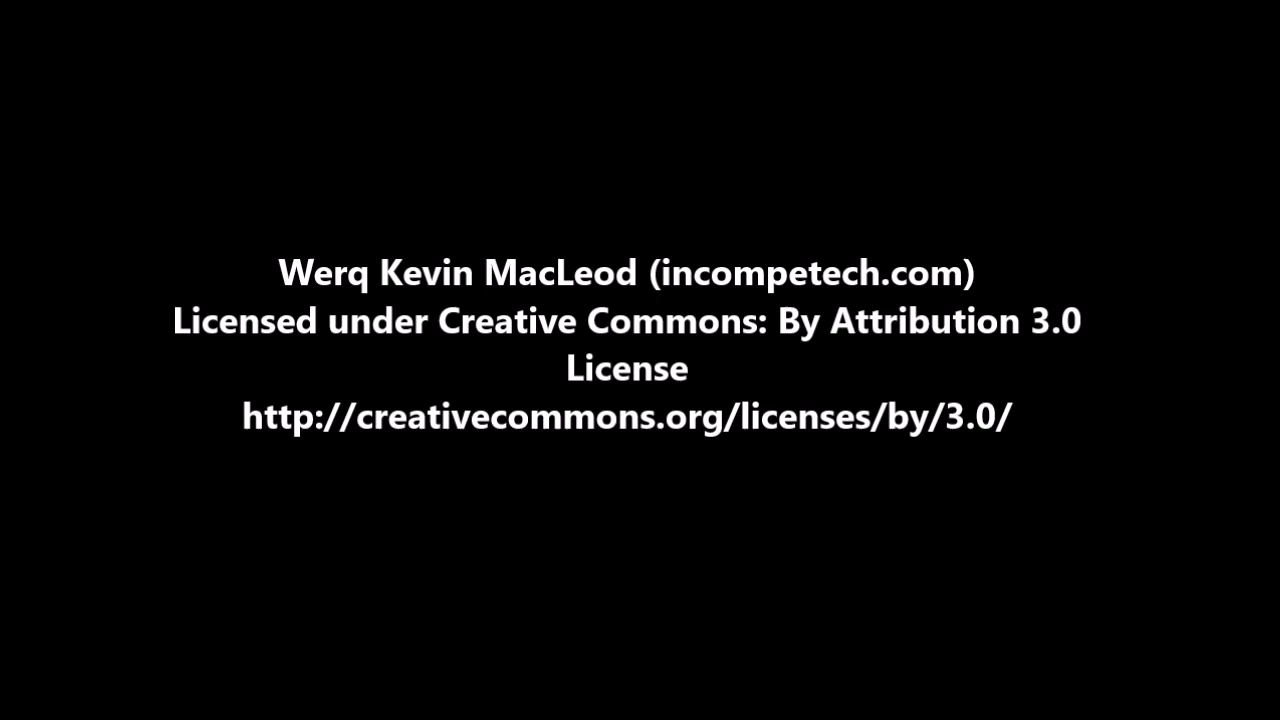 Werq Kevin MacLeod (incompetech.com)
Licensed under Creative Commons: By Attribution 3.0
License
http://creativecommons.org/licenses/by/3.0/